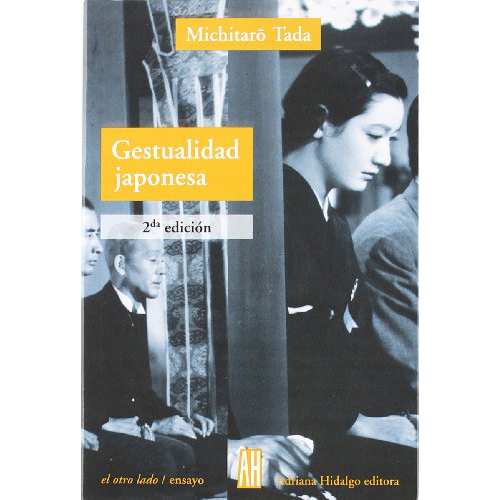 Michitarō Tada
Gestualidad
japonesa
2da edición
el otro lado / ensayo
AH
Adriana Hidalgo editora